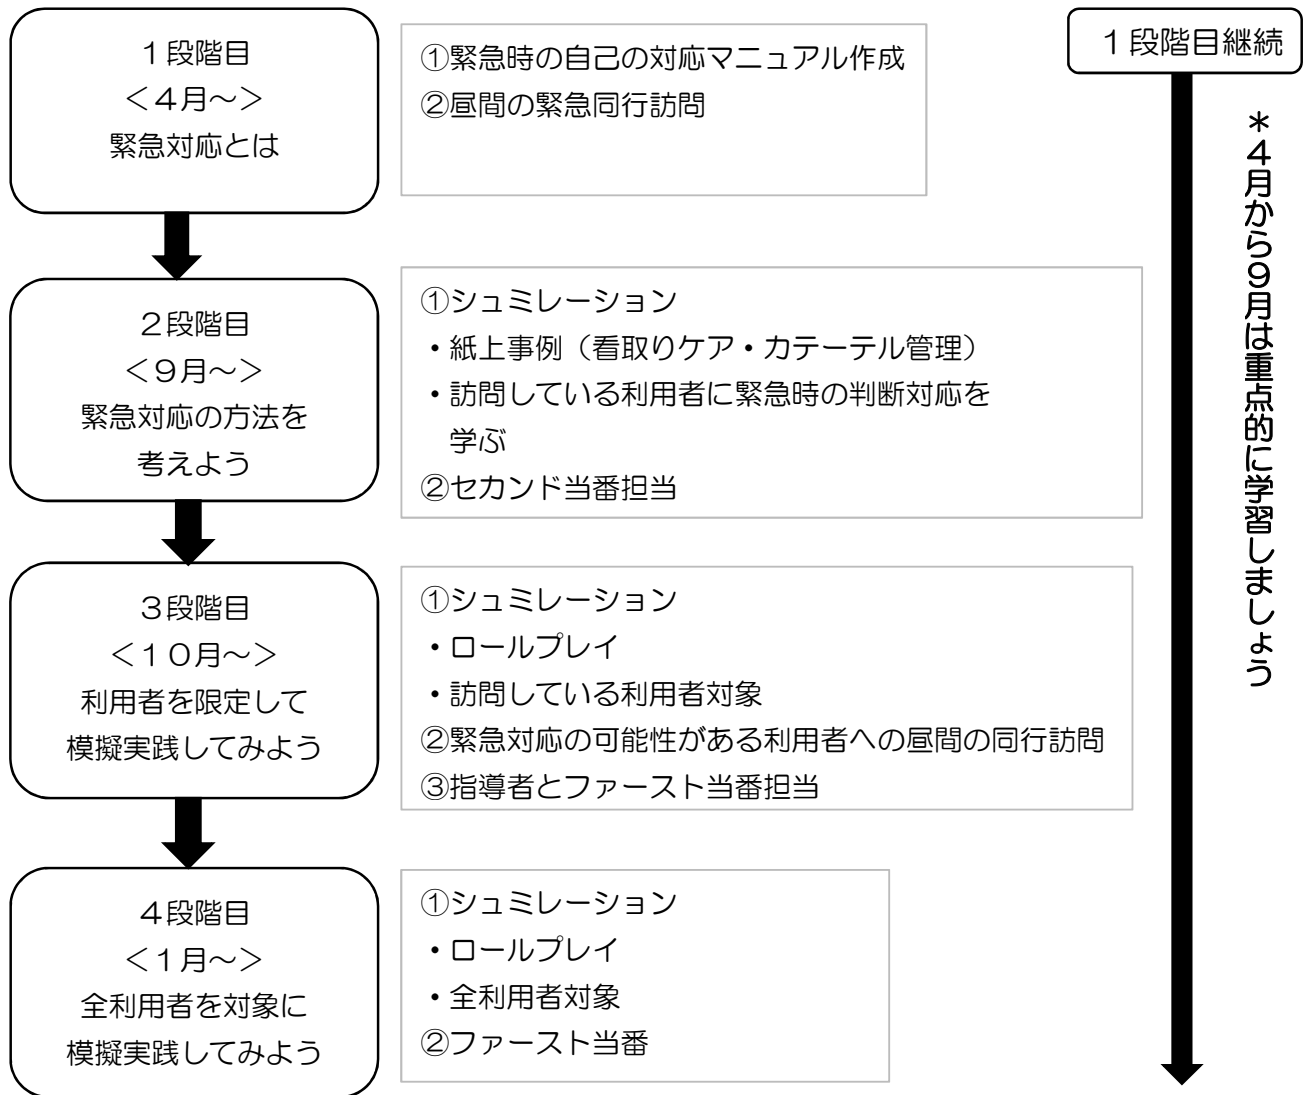 １段階目
＜４月～＞
緊急対応とは
①緊急時の自己の対応マニュアル作成
②昼間の緊急同行訪問
１段階目継続
＊４月から９月は重点的に学習しましょう
２段階目
＜９月～＞
緊急対応の方法を
考えよう
①シュミレーション
・紙上事例（看取りケア・カテーテル管理）
・訪問している利用者に緊急時の判断対応を
学ぶ
②セカンド当番担当
３段階目
＜１０月～＞
利用者を限定して
模擬実践してみよう
①シュミレーション
・ロールプレイ
・訪問している利用者対象
②緊急対応の可能性がある利用者への昼間の同行訪問
③指導者とファースト当番担当
４段階目
＜１月～＞
全利用者を対象に
模擬実践してみよう
①シュミレーション
・ロールプレイ
・全利用者対象
②ファースト当番